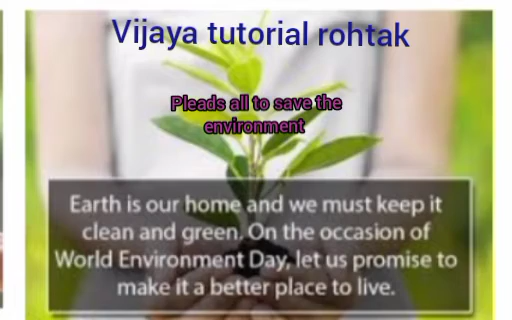 Vijaya tutorial rohtak
Pleads all to save the
environment
Earth is our home and we must keep it
clean and green. On the occasion of
World Environment Day, let us promise to
make it a better place to live.